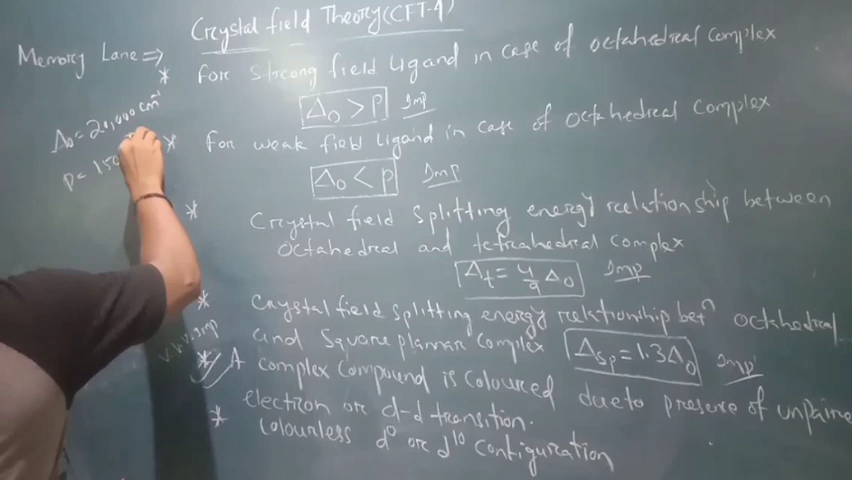 Crystal field Theory (CFT-4)
Memory Lane ⇒
* For strong field ligand in case of octahedral complex
Δo > P Imp
Δo = 20,000 cm⁻¹
P = 150
* For weak field ligand in case of octahedral complex
Δo < P Imp
* Crystal field splitting energy relationship between
octahedral and tetrahedral complex
Δt = 4/9 Δo Imp
* Crystal field splitting energy relationship betⁿ octahedral
and square planar complex Δsp = 1.3Δo Imp
V.V.V.Imp
* A complex compound is coloured due to presence of unpaire
electron or d-d transition.
* Colourless d⁰ or d¹⁰ configuration